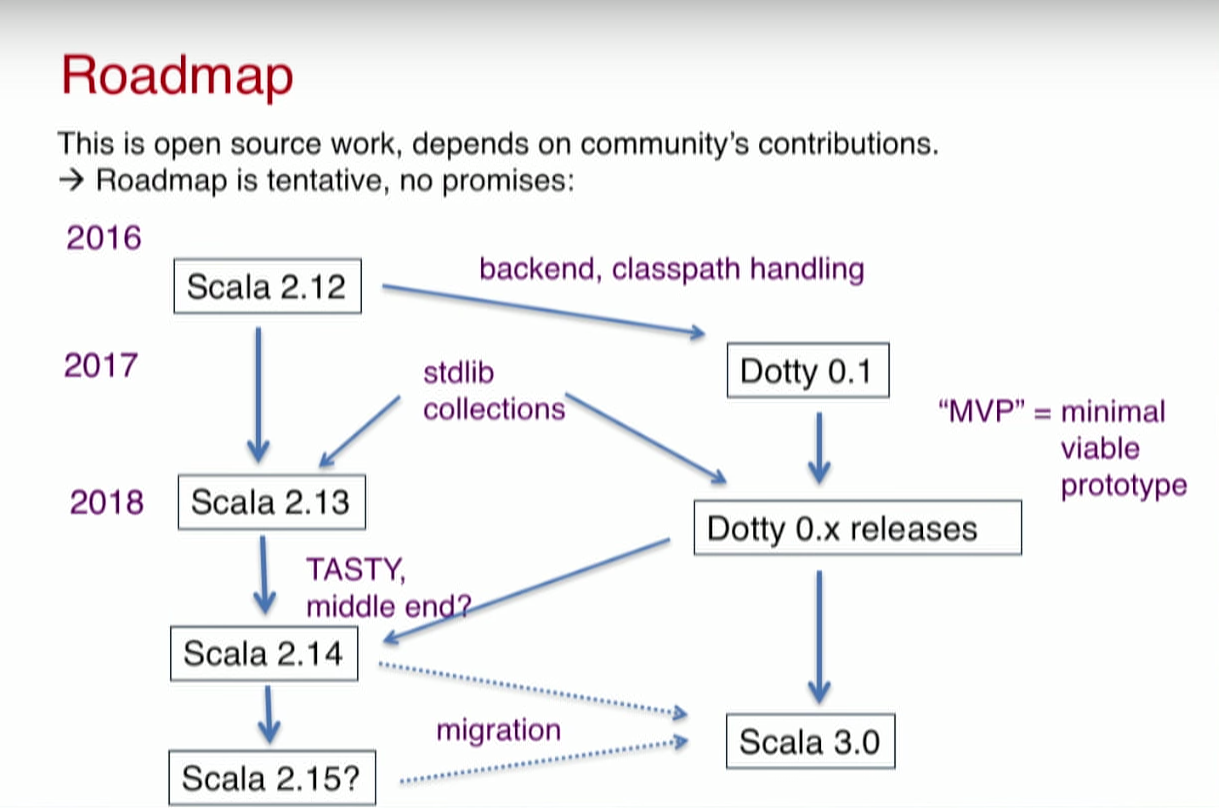 Roadmap
This is open source work, depends on community’s contributions.
→ Roadmap is tentative, no promises:
2016
Scala 2.12
backend, classpath handling
2017
stdlib
collections
Dotty 0.1
“MVP” = minimal
viable
prototype
2018
Scala 2.13
Dotty 0.x releases
TASTY,
middle end?
Scala 2.14
migration
Scala 3.0
Scala 2.15?